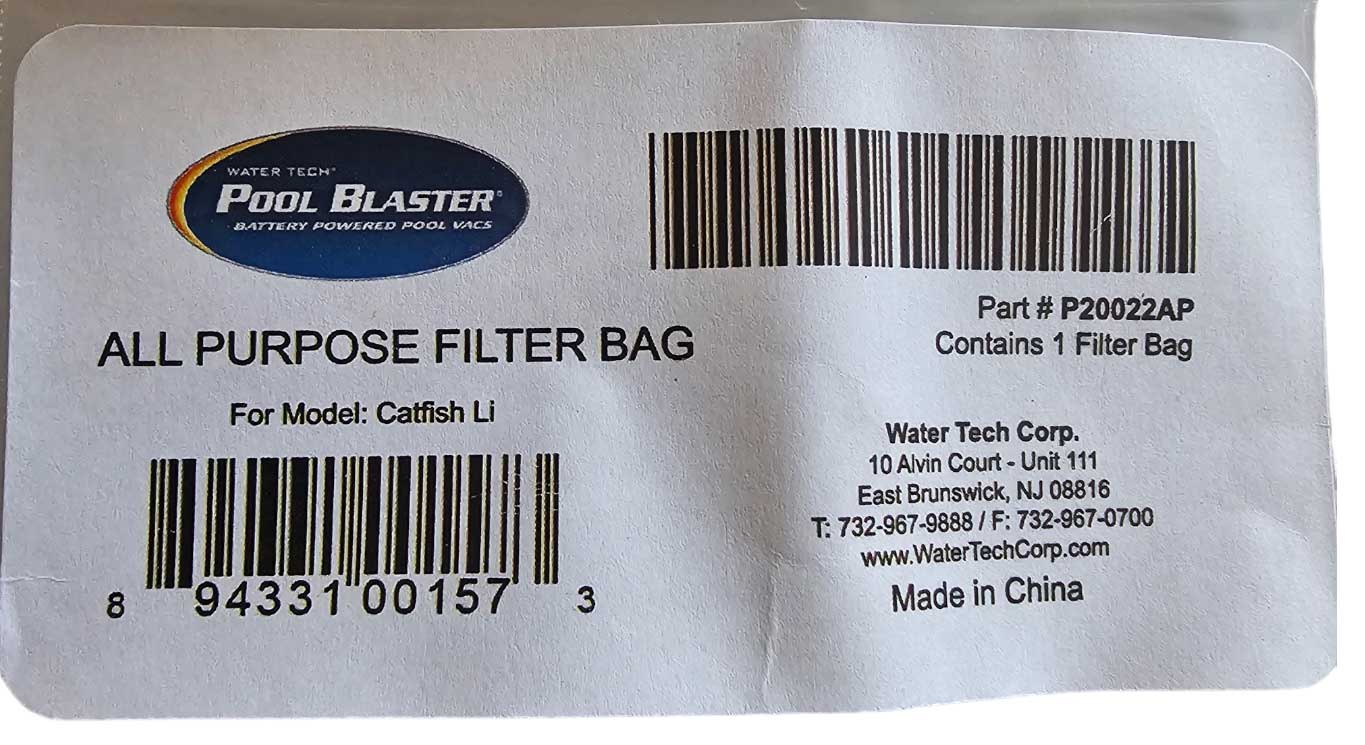 WATER TECH®
POOL BLASTER®
BATTERY POWERED POOL VACS
ALL PURPOSE FILTER BAG
For Model: Catfish Li
8 94331 00157 3
Part # P20022AP
Contains 1 Filter Bag
Water Tech Corp.
10 Alvin Court - Unit 111
East Brunswick, NJ 08816
T: 732-967-9888 / F: 732-967-0700
www.WaterTechCorp.com
Made in China